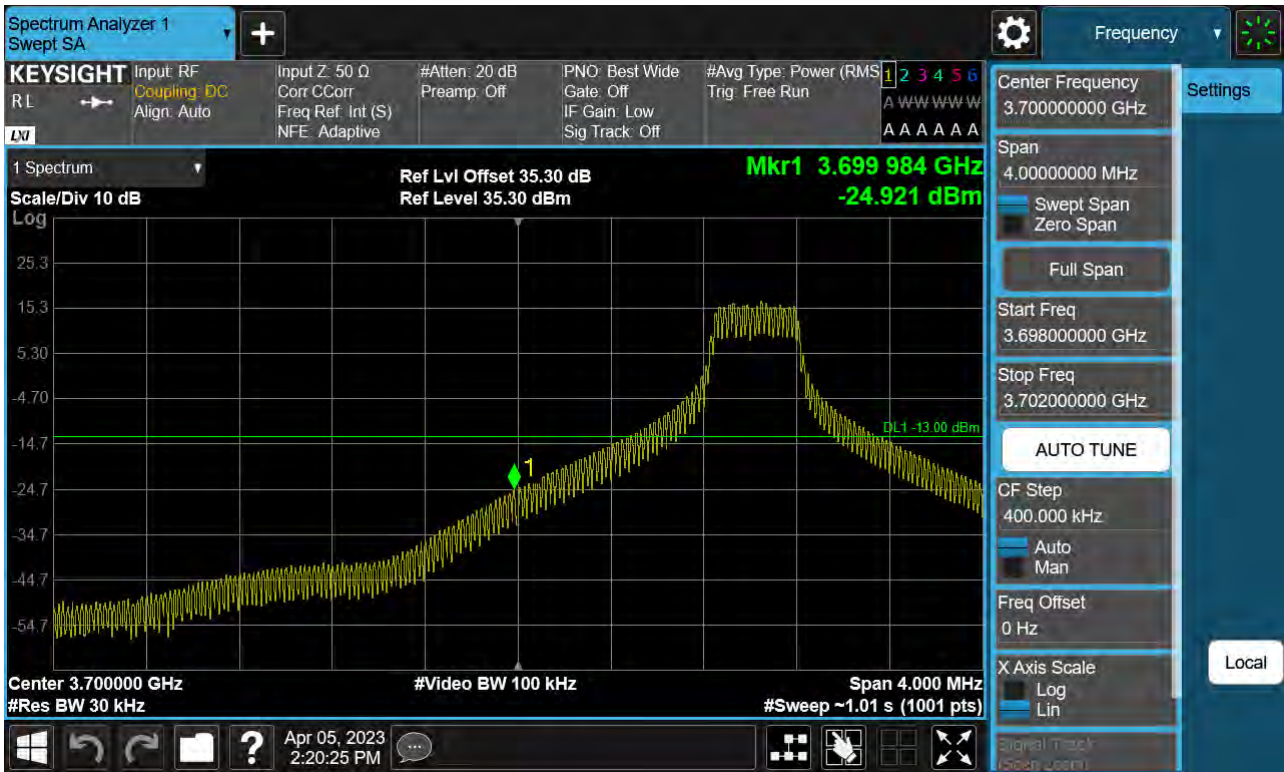 Spectrum Analyzer 1
Swept SA
+
Frequency
KEYSIGHT
R L
LXI
Input: RF
Coupling: DC
Align: Auto
Input Z: 50 Ω
Corr CCorr
Freq Ref: Int (S)
NFE: Adaptive
#Atten: 20 dB
Preamp: Off
PNO: Best Wide
Gate: Off
IF Gain: Low
Sig Track: Off
#Avg Type: Power (RMS
Trig: Free Run
1 2 3 4 5 6
A W W W W W
A A A A A A
1 Spectrum
Scale/Div 10 dB
Log
Ref Lvl Offset 35.30 dB
Ref Level 35.30 dBm
Mkr1 3.699 984 GHz
-24.921 dBm
25.3
15.3
5.30
-4.70
-14.7
-24.7
-34.7
-44.7
-54.7
DL1 -13.00 dBm
1
Center 3.700000 GHz
#Res BW 30 kHz
#Video BW 100 kHz
Span 4.000 MHz
#Sweep ~1.01 s (1001 pts)
Center Frequency
3.700000000 GHz
Span
4.00000000 MHz
Swept Span
Zero Span
Full Span
Start Freq
3.698000000 GHz
Stop Freq
3.702000000 GHz
AUTO TUNE
CF Step
400.000 kHz
Auto
Man
Freq Offset
0 Hz
X Axis Scale
Log
Lin
Signal Track
(Span Zoom)
Settings
Local
?
Apr 05, 2023
2:20:25 PM